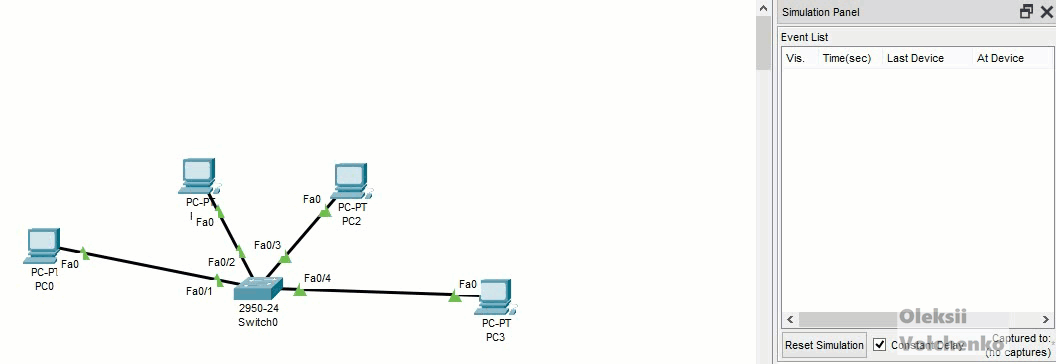 Simulation Panel
Event List
Vis. Time(sec) Last Device At Device
PC-PT
Fa0
Fa0
PC-PT
PC2
Fa0
PC-PT
PC0
Fa0/2
Fa0/3
Fa0/1
Fa0/4
2950-24
Switch0
Fa0
PC-PT
PC3
Reset Simulation Constant Delay Captured to:
(no captures)
Oleksii
Volchenko